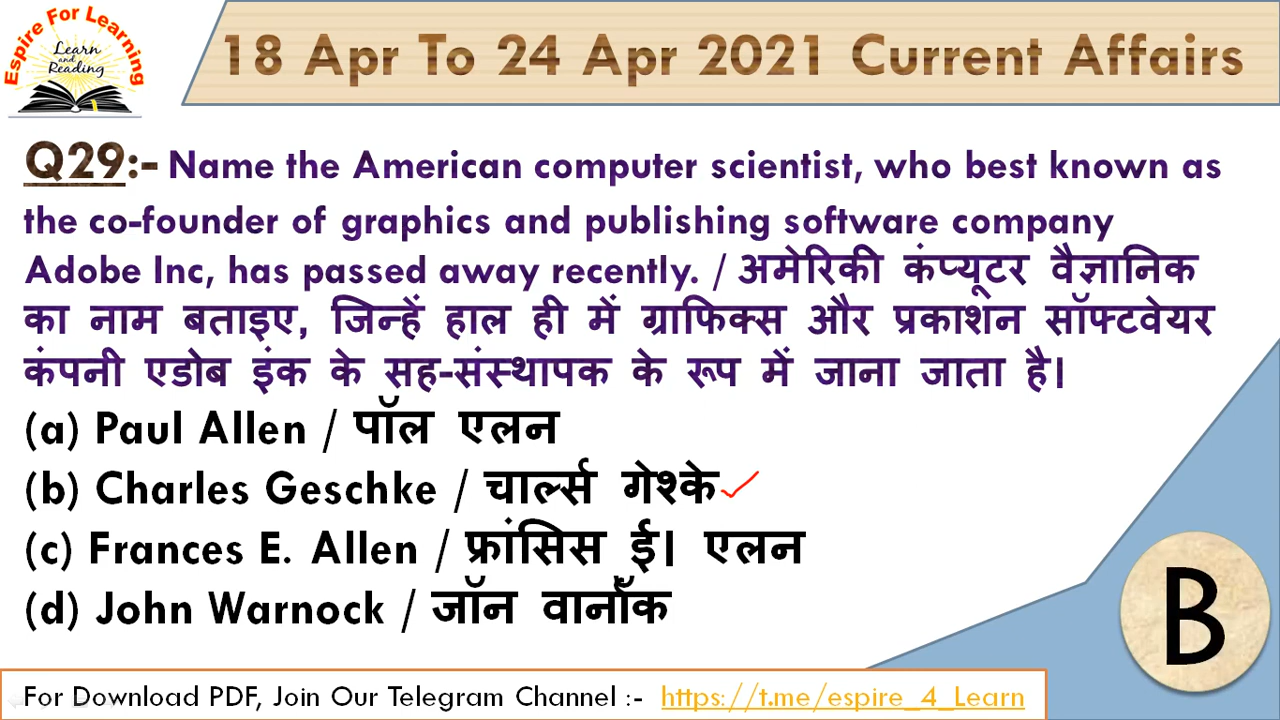 Espire For Learning
Learn
and
Reading
18 Apr To 24 Apr 2021 Current Affairs
Q29:- Name the American computer scientist, who best known as
the co-founder of graphics and publishing software company
Adobe Inc, has passed away recently. / अमेरिकी कंप्यूटर वैज्ञानिक
का नाम बताइए, जिन्हें हाल ही में ग्राफिक्स और प्रकाशन सॉफ्टवेयर
कंपनी एडोब इंक के सह-संस्थापक के रूप में जाना जाता है।
(a) Paul Allen / पॉल एलन
(b) Charles Geschke / चार्ल्स गेश्के
(c) Frances E. Allen / फ्रांसिस ई। एलन
(d) John Warnock / जॉन वार्नॉक
B
For Download PDF, Join Our Telegram Channel :- https://t.me/espire_4_Learn